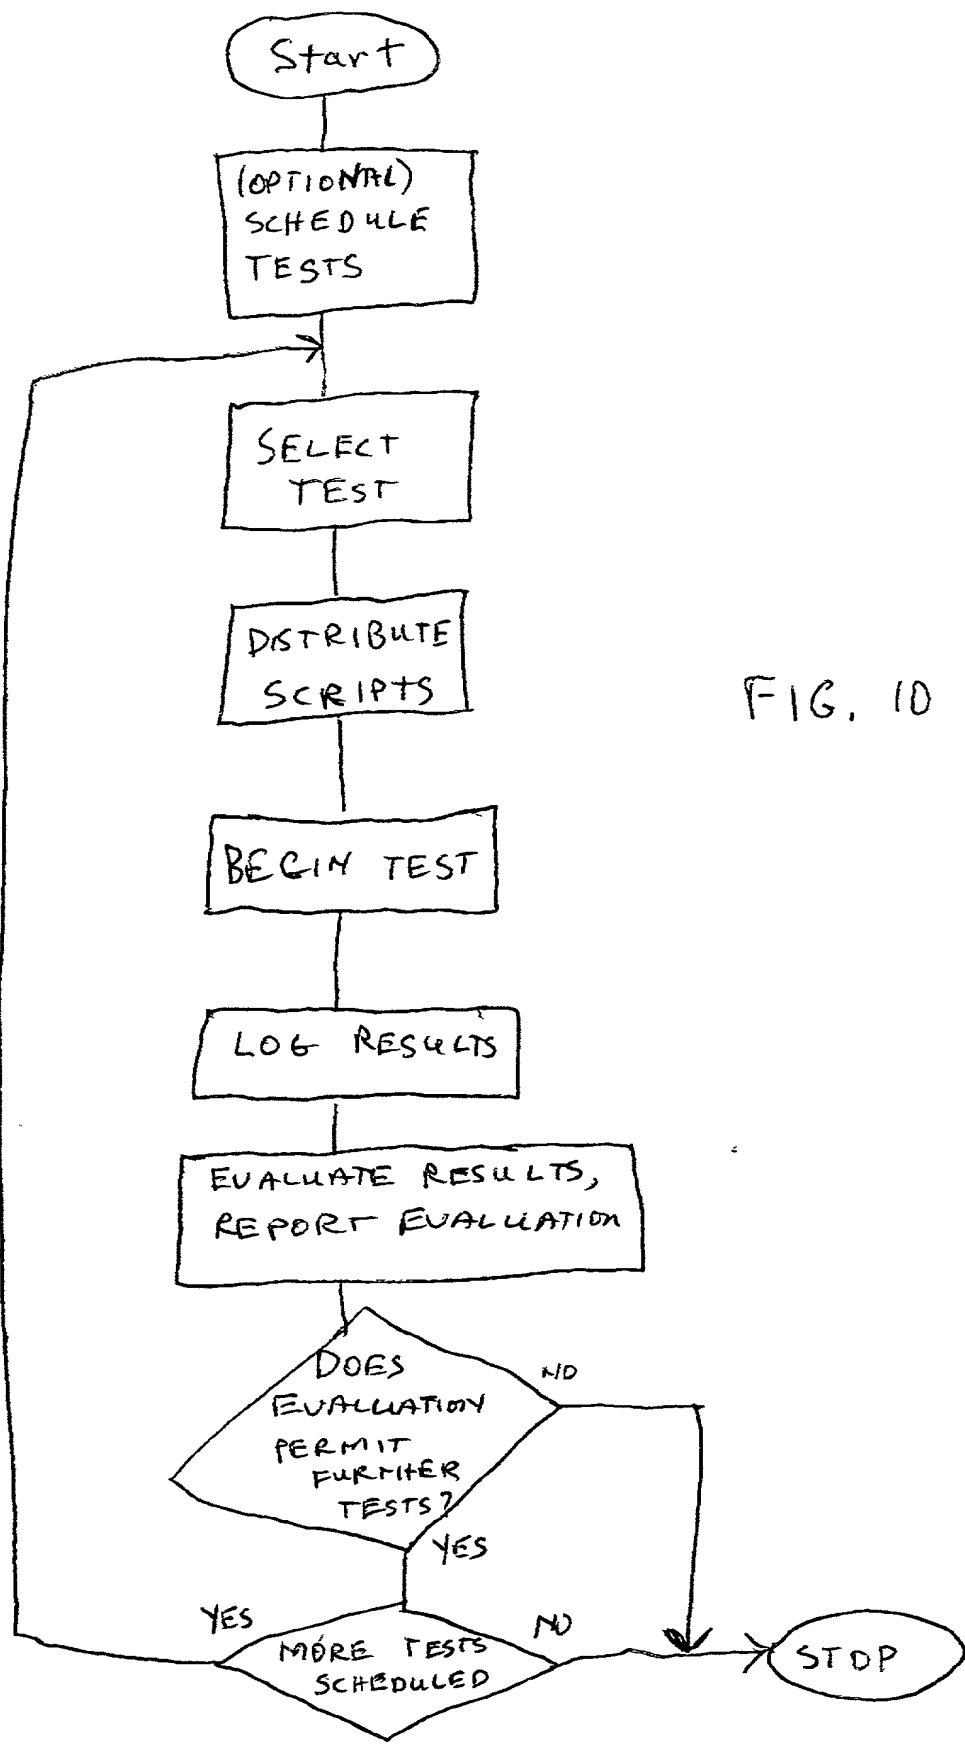 Start
(OPTIONAL)
SCHEDULE
TESTS
SELECT
TEST
DISTRIBUTE
SCRIPTS
FIG. 10
BEGIN TEST
LOG RESULTS
EVALUATE RESULTS,
REPORT EVALUATION
DOES
EVALUATION
PERMIT
FURTHER
TESTS?
NO
YES
YES
NO
MORE TESTS
SCHEDULED
STOP